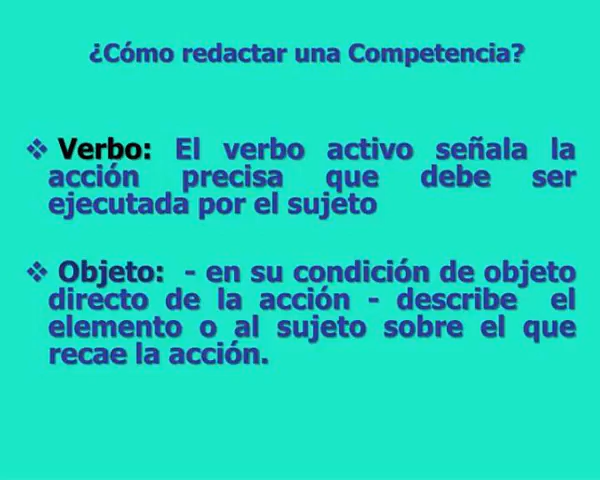 ¿Cómo redactar una Competencia?
❖ Verbo: El verbo activo señala la
acción precisa que debe ser
ejecutada por el sujeto
❖ Objeto: - en su condición de objeto
directo de la acción - describe el
elemento o al sujeto sobre el que
recae la acción.